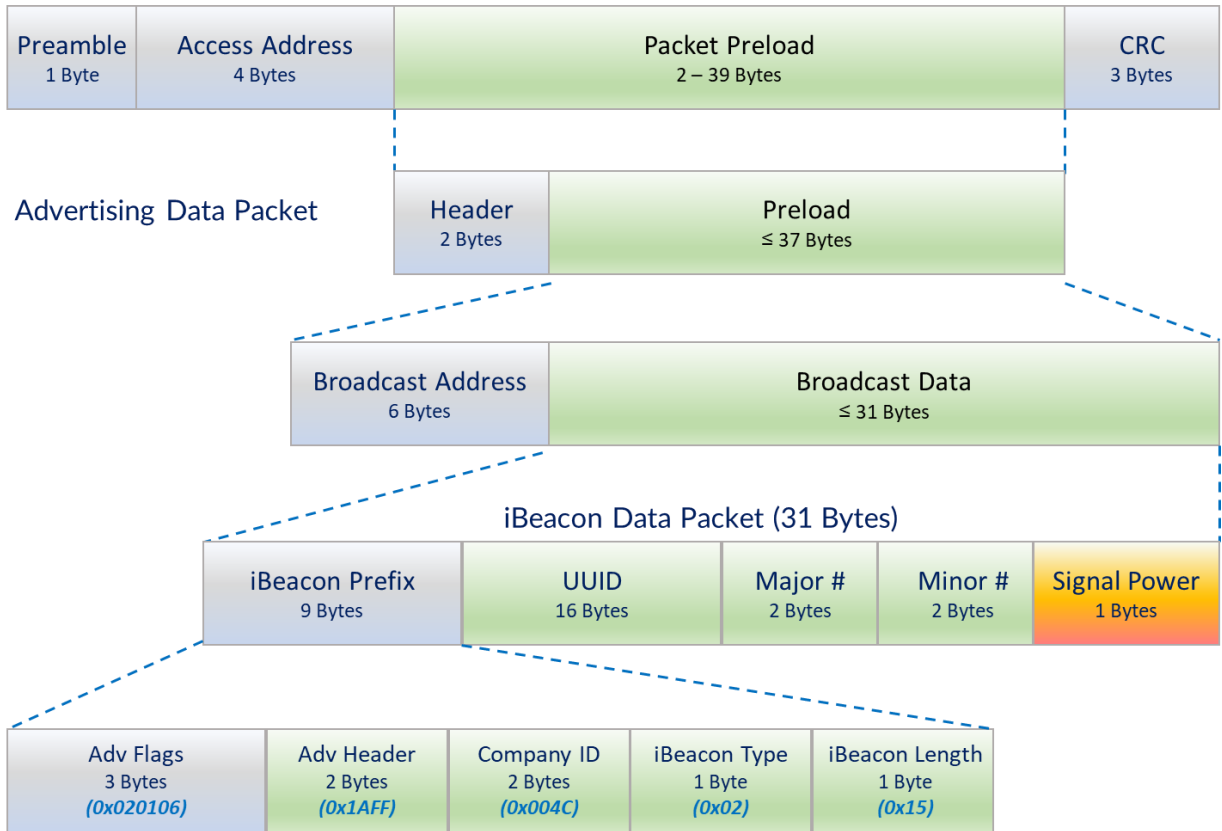 Preamble
1 Byte
Access Address
4 Bytes
Packet Preload
2 – 39 Bytes
CRC
3 Bytes
Advertising Data Packet
Header
2 Bytes
Preload
≤ 37 Bytes
Broadcast Address
6 Bytes
Broadcast Data
≤ 31 Bytes
iBeacon Data Packet (31 Bytes)
iBeacon Prefix
9 Bytes
UUID
16 Bytes
Major #
2 Bytes
Minor #
2 Bytes
Signal Power
1 Bytes
Adv Flags
3 Bytes
(0x020106)
Adv Header
2 Bytes
(0x1AFF)
Company ID
2 Bytes
(0x004C)
iBeacon Type
1 Byte
(0x02)
iBeacon Length
1 Byte
(0x15)